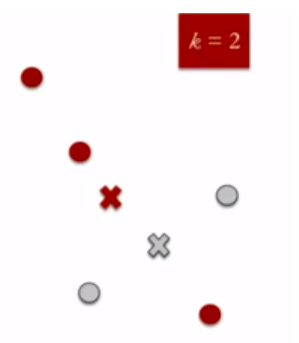 k = 2